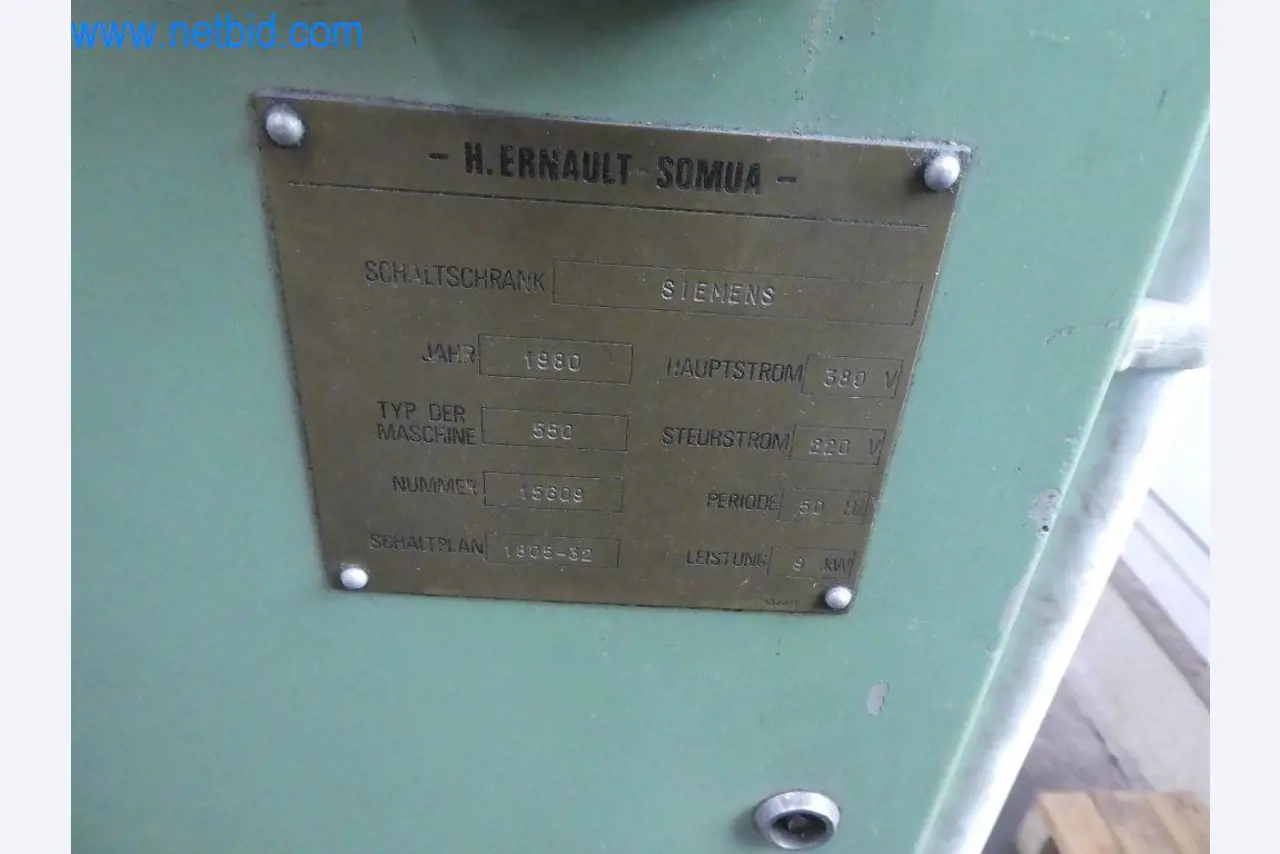 www.netbid.com
- H. ERNAULT - SOMUA -
SCHALTSCHRANK SIEMENS
JAHR 1980 HAUPTSTROM 380 V
TYP DER MASCHINE 550 STEURSTROM 220 V
NUMMER 15309 PERIODE 50 Hz
SCHALTPLAN 1805-32 LEISTUNG 9 KW